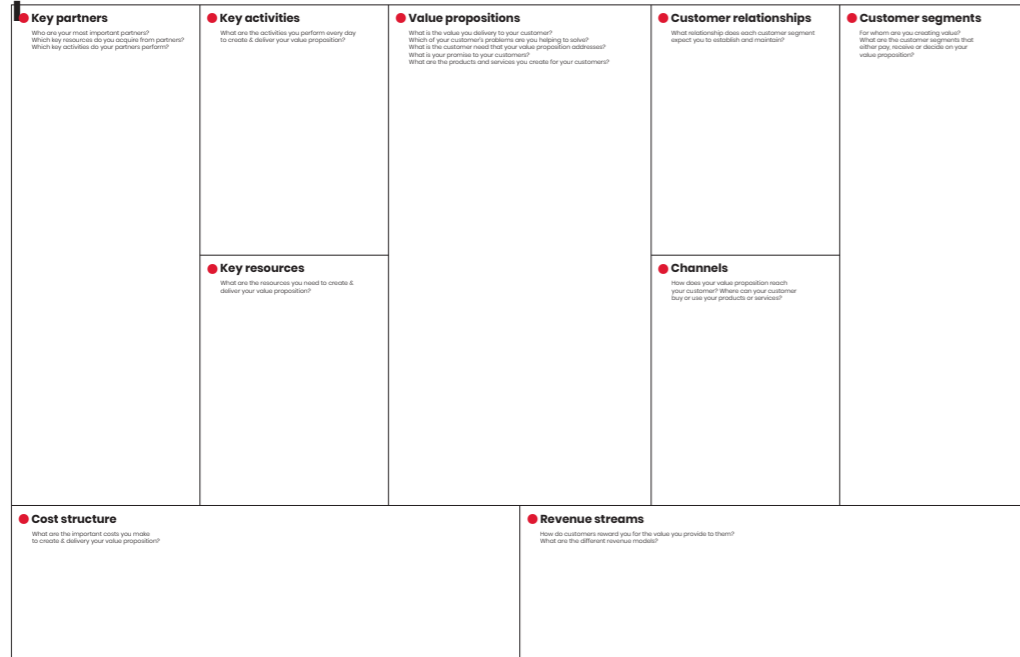 Key partners
Who are your most important partners?
Which key resources do you acquire from partners?
Which key activities do your partners perform?
Key activities
What are the activities you perform every day
to create & deliver your value proposition?
Value propositions
What is the value you delivery to your customer?
Which of your customer's problems are you helping to solve?
What is the customer need that your value proposition addresses?
What is your promise to your customers?
What are the products and services you create for your customers?
Customer relationships
What relationship does each customer segment
expect you to establish and maintain?
Customer segments
For whom are you creating value?
What are the customer segments that
either pay, receive or decide on your
value proposition?
Key resources
What are the resources you need to create &
deliver your value proposition?
Channels
How does your value proposition reach
your customer? Where can your customer
buy or use your products or services?
Cost structure
What are the important costs you make
to create & delivery your value proposition?
Revenue streams
How do customers reward you for the value you provide to them?
What are the different revenue models?